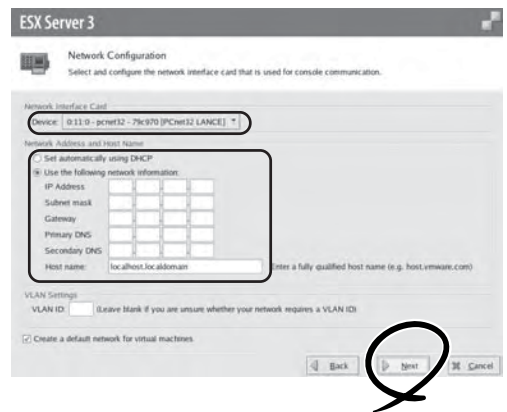 ESX Server 3
Network Configuration
Select and configure the network interface card that is used for console communication.
Network Interface Card
Device: 0:11:0 - pcnet32 - 79c970 [PCnet32 LANCE]
Network Address and Host Name
Set automatically using DHCP
Use the following network information:
IP Address
Subnet mask
Gateway
Primary DNS
Secondary DNS
Host name: localhost.localdomain Enter a fully qualified host name (e.g. host.vmware.com)
VLAN Settings
VLAN ID: (Leave blank if you are unsure whether your network requires a VLAN ID)
Create a default network for virtual machines
Back Next Cancel